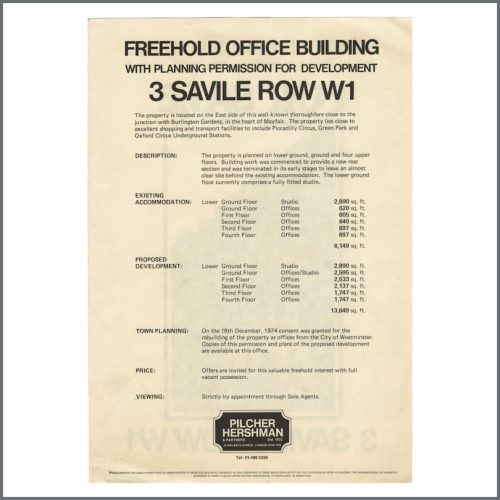 FREEHOLD OFFICE BUILDING
WITH PLANNING PERMISSION FOR DEVELOPMENT
3 SAVILE ROW W1
The property is located on the East side of this well-known thoroughfare close to the
junction with Burlington Gardens, in the heart of Mayfair. The property lies close to
excellent shopping and transport facilities to include Piccadilly Circus, Green Park and
Oxford Circus Underground Stations.
DESCRIPTION: The property is planned on lower ground, ground and four upper
floors. Building work was commenced to provide a new rear
section and was terminated in its early stages to leave an almost
clear site behind the existing accommodation. The lower ground
floor currently comprises a fully fitted studio.
EXISTING
ACCOMMODATION: Lower Ground Floor Studio 2,890 sq. ft.
Ground Floor Offices 620 sq. ft.
First Floor Offices 605 sq. ft.
Second Floor Offices 640 sq. ft.
Third Floor Offices 697 sq. ft.
Fourth Floor Offices 697 sq. ft.
6,149 sq. ft.
PROPOSED
DEVELOPMENT: Lower Ground Floor Studio 2,890 sq. ft.
Ground Floor Offices/Studio 2,595 sq. ft.
First Floor Offices 2,533 sq. ft.
Second Floor Offices 2,137 sq. ft.
Third Floor Offices 1,747 sq. ft.
Fourth Floor Offices 1,747 sq. ft.
13,649 sq. ft.
TOWN PLANNING: On the 16th December, 1974 consent was granted for the
rebuilding of the property as offices from the City of Westminster.
Copies of this permission and plans of the proposed development
are available at this office.
PRICE: Offers are invited for this valuable freehold interest with full
vacant possession.
VIEWING: Strictly by appointment through Sole Agents.
PILCHER
HERSHMAN
& PARTNERS Est. 1952
Tel: 01-486 5256